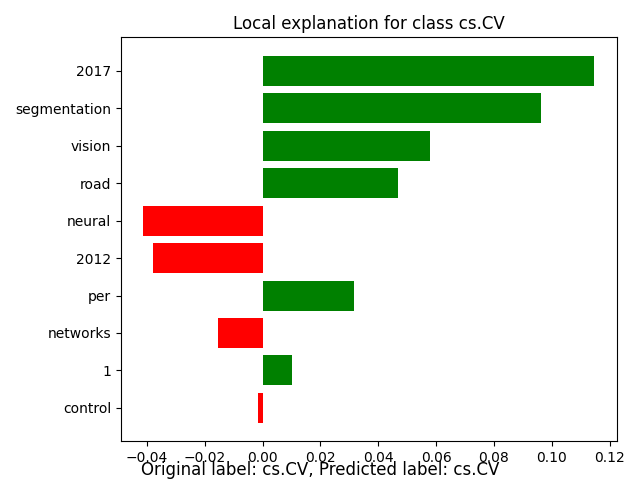 Local explanation for class cs.CV
2017
segmentation
vision
road
neural
2012
per
networks
1
control
−0.04 −0.02 0.00 0.02 0.04 0.06 0.08 0.10 0.12
Original label: cs.CV, Predicted label: cs.CV